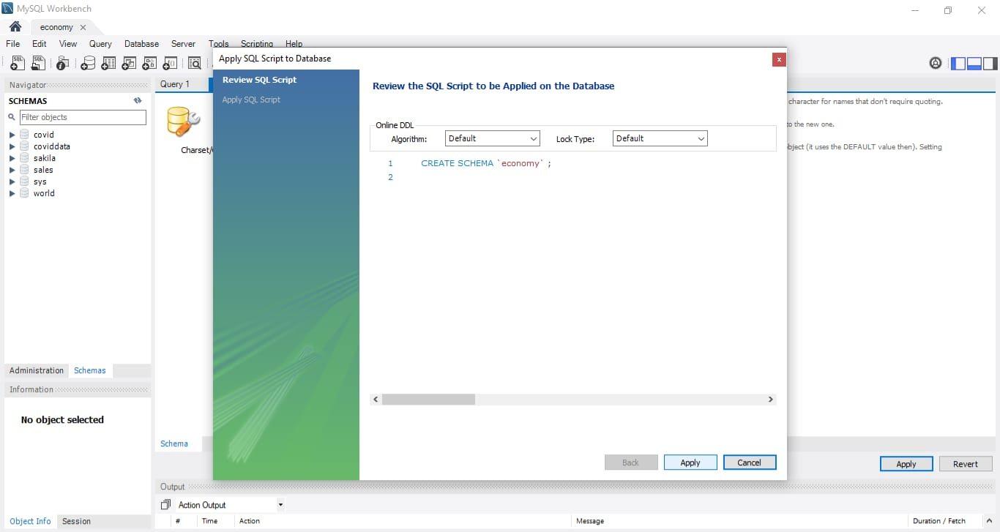 MySQL Workbench
economy
File Edit View Query Database Server Tools Scripting Help
Navigator
SCHEMAS
Filter objects
covid
coviddata
sakila
sales
sys
world
Administration Schemas
Information
No object selected
Object Info Session
Query 1
Charset/
Schema
Apply SQL Script to Database
Review SQL Script
Apply SQL Script
Review the SQL Script to be Applied on the Database
Online DDL
Algorithm: Default Lock Type: Default
1 CREATE SCHEMA `economy` ;
2
Back Apply Cancel
character for names that don't require quoting.
to the new one.
bject (it uses the DEFAULT value then). Setting
Apply Revert
Output
Action Output
# Time Action Message Duration / Fetch